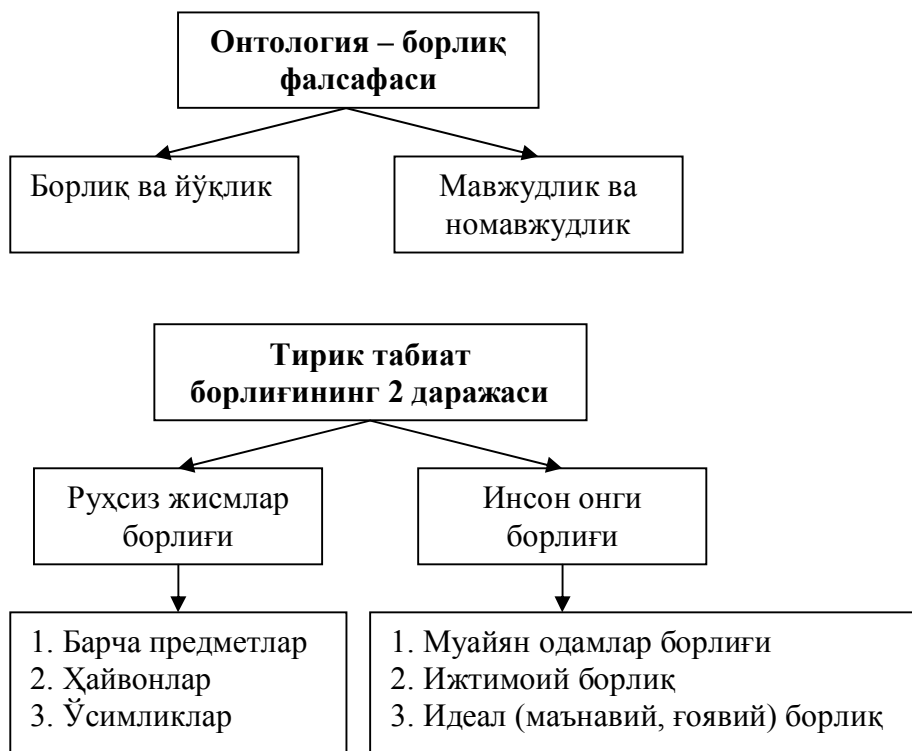 Онтология – борлиқ
фалсафаси
Борлиқ ва йўқлик
Мавжудлик ва
номавжудлик
Тирик табиат
борлиғининг 2 даражаси
Руҳсиз жисмлар
борлиғи
Инсон онги
борлиғи
1. Барча предметлар
2. Ҳайвонлар
3. Ўсимликлар
1. Муайян одамлар борлиғи
2. Ижтимоий борлиқ
3. Идеал (маънавий, ғоявий) борлиқ